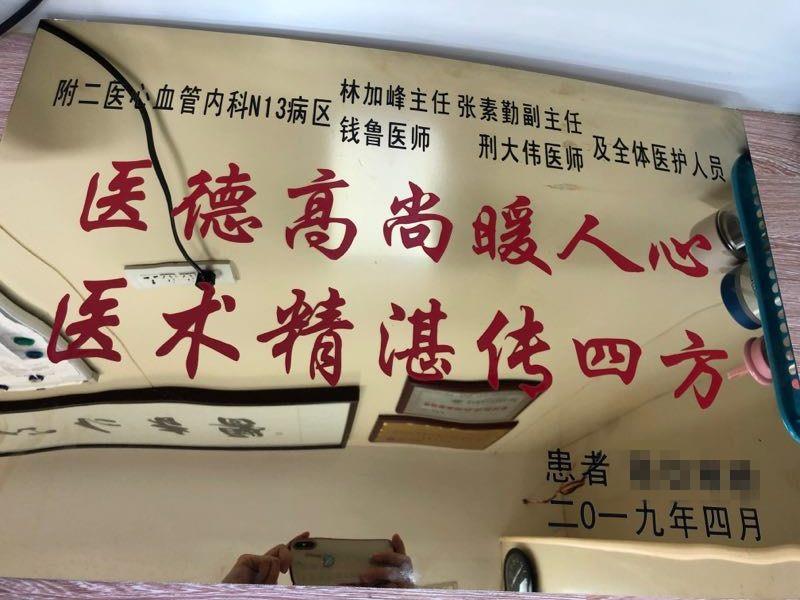 附二医心血管内科N13病区 林加峰主任 张素勤副主任
钱鲁医师 刑大伟医师 及全体医护人员
医德高尚暖人心
医术精湛传四方
患者
二0一九年四月